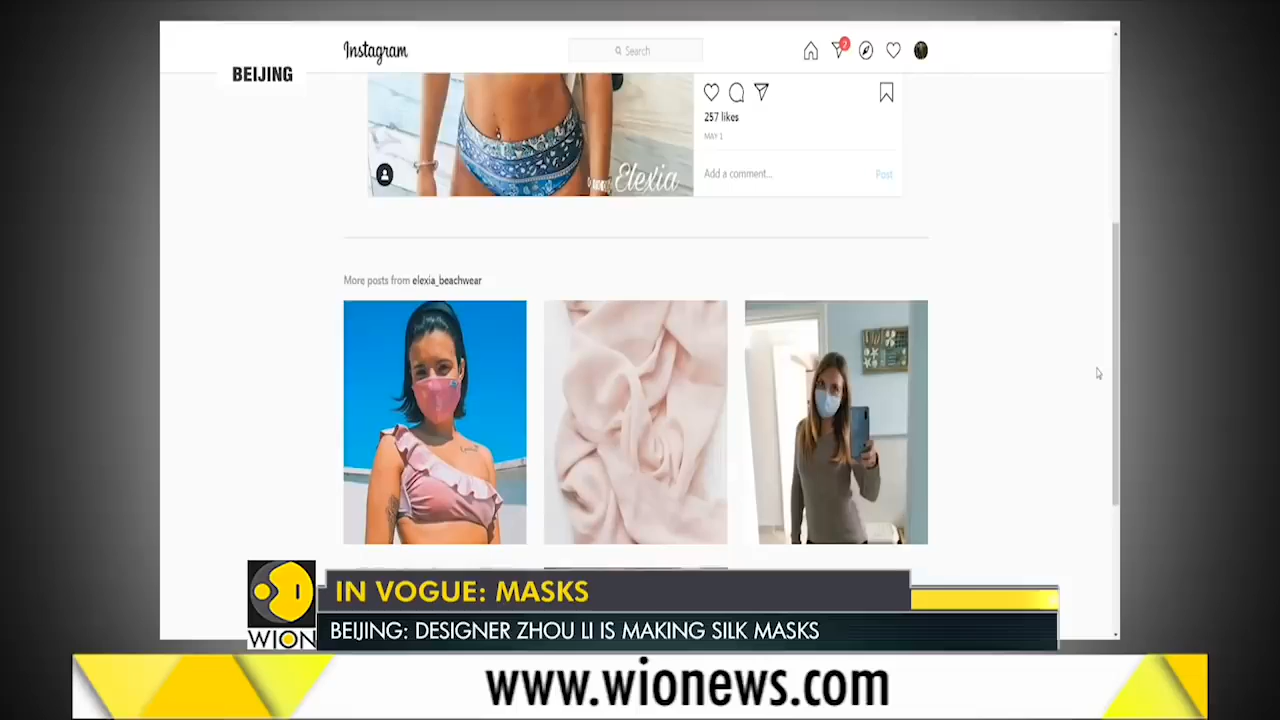 Instagram
Search
2
BEIJING
257 likes
MAY 1
Add a comment...
Post
Elexia
More posts from elexia_beachwear
IN VOGUE: MASKS
WION
BEIJING: DESIGNER ZHOU LI IS MAKING SILK MASKS
www.wionews.com